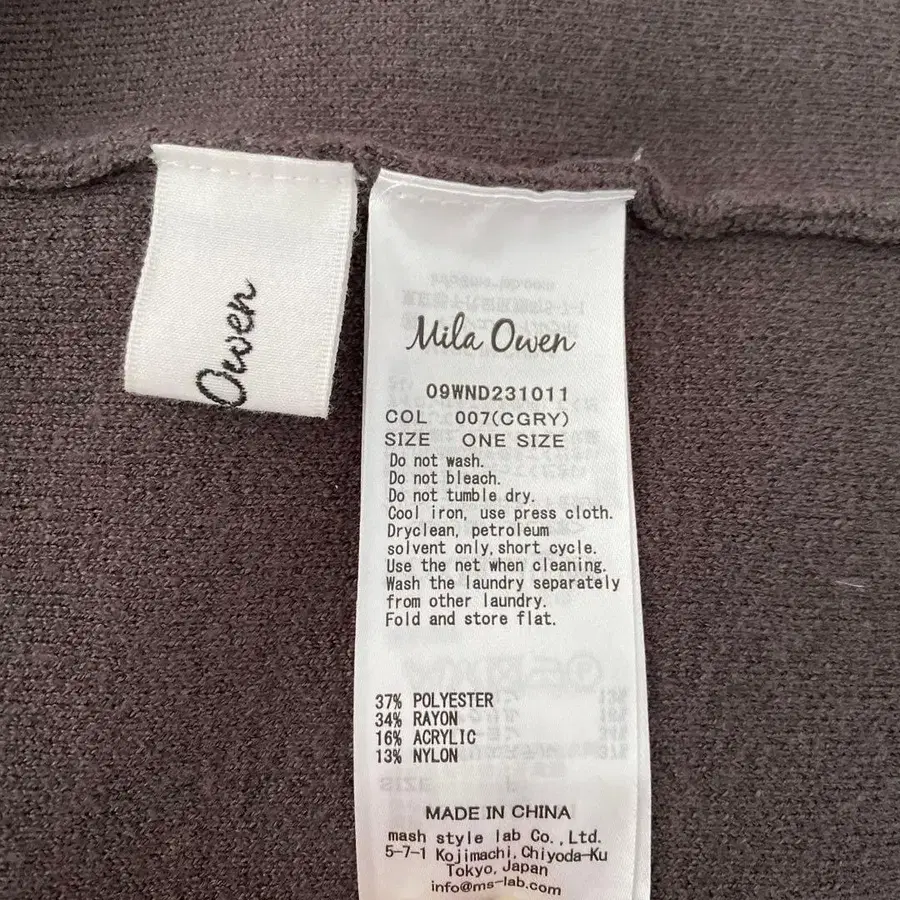 Owen
Mila Owen
09WND231011
COL 007(CGRY)
SIZE ONE SIZE
Do not wash.
Do not bleach.
Do not tumble dry.
Cool iron, use press cloth.
Dryclean, petroleum
solvent only, short cycle.
Use the net when cleaning.
Wash the laundry separately
from other laundry.
Fold and store flat.
37% POLYESTER
34% RAYON
16% ACRYLIC
13% NYLON
MADE IN CHINA
mash style lab Co., Ltd.
5-7-1 Kojimachi, Chiyoda-Ku
Tokyo, Japan
info@ms-lab.com